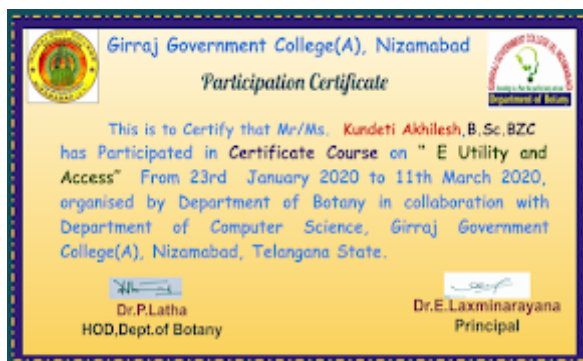 Girraj Government College(A), Nizamabad
Participation Certificate
This is to Certify that Mr/Ms. Kundeti Akhilesh,B,Sc,BZC
has Participated in Certificate Course on " E Utility and
Access" From 23rd January 2020 to 11th March 2020,
organised by Department of Botany in collaboration with
Department of Computer Science, Girraj Government
College(A), Nizamabad, Telangana State.
Department of Botany
Dr.P.Latha
HOD,Dept.of Botany
Dr.E.Laxminarayana
Principal